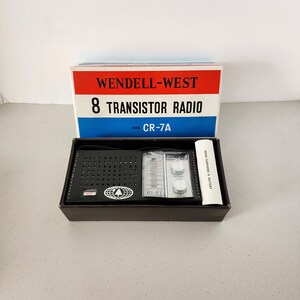 WENDELL-WEST
8 TRANSISTOR RADIO
CR-7A